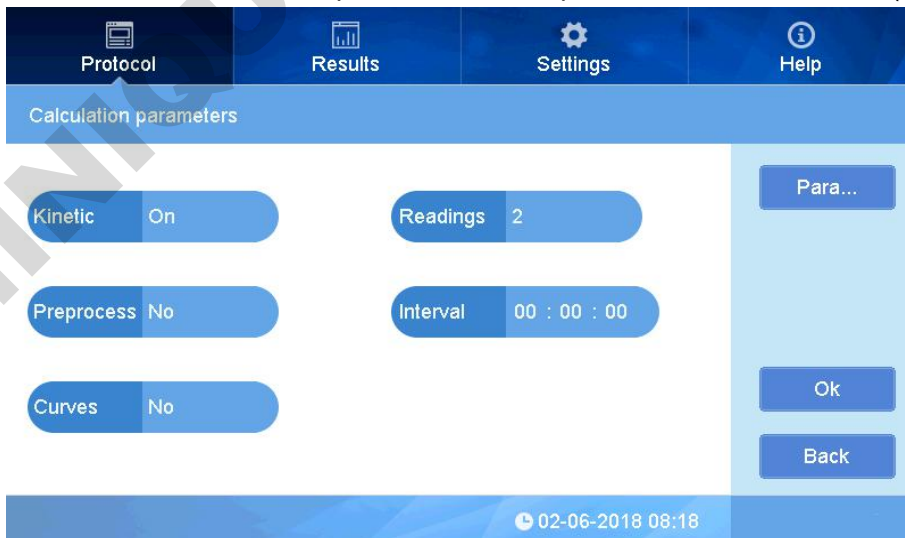 Protocol
Results
Settings
Help
Calculation parameters
Kinetic On
Readings 2
Para...
Preprocess No
Interval 00 : 00 : 00
Curves No
Ok
Back
02-06-2018 08:18